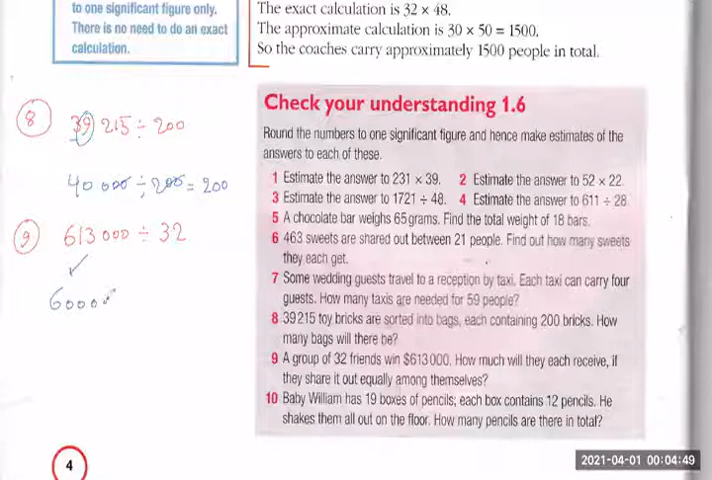 to one significant figure only.
There is no need to do an exact
calculation.
The exact calculation is 32 × 48.
The approximate calculation is 30 × 50 = 1500.
So the coaches carry approximately 1500 people in total.
8 39 215 ÷ 200
40 000 ÷ 200 = 200
9 613 000 ÷ 32
60000
Check your understanding 1.6
Round the numbers to one significant figure and hence make estimates of the
answers to each of these.
1 Estimate the answer to 231 × 39. 2 Estimate the answer to 52 × 22.
3 Estimate the answer to 1721 ÷ 48. 4 Estimate the answer to 611 ÷ 28.
5 A chocolate bar weighs 65 grams. Find the total weight of 18 bars.
6 463 sweets are shared out between 21 people. Find out how many sweets
they each get.
7 Some wedding guests travel to a reception by taxi. Each taxi can carry four
guests. How many taxis are needed for 59 people?
8 39 215 toy bricks are sorted into bags, each containing 200 bricks. How
many bags will there be?
9 A group of 32 friends win $613 000. How much will they each receive, if
they share it out equally among themselves?
10 Baby William has 19 boxes of pencils; each box contains 12 pencils. He
shakes them all out on the floor. How many pencils are there in total?
4
2021-04-01 00:04:49